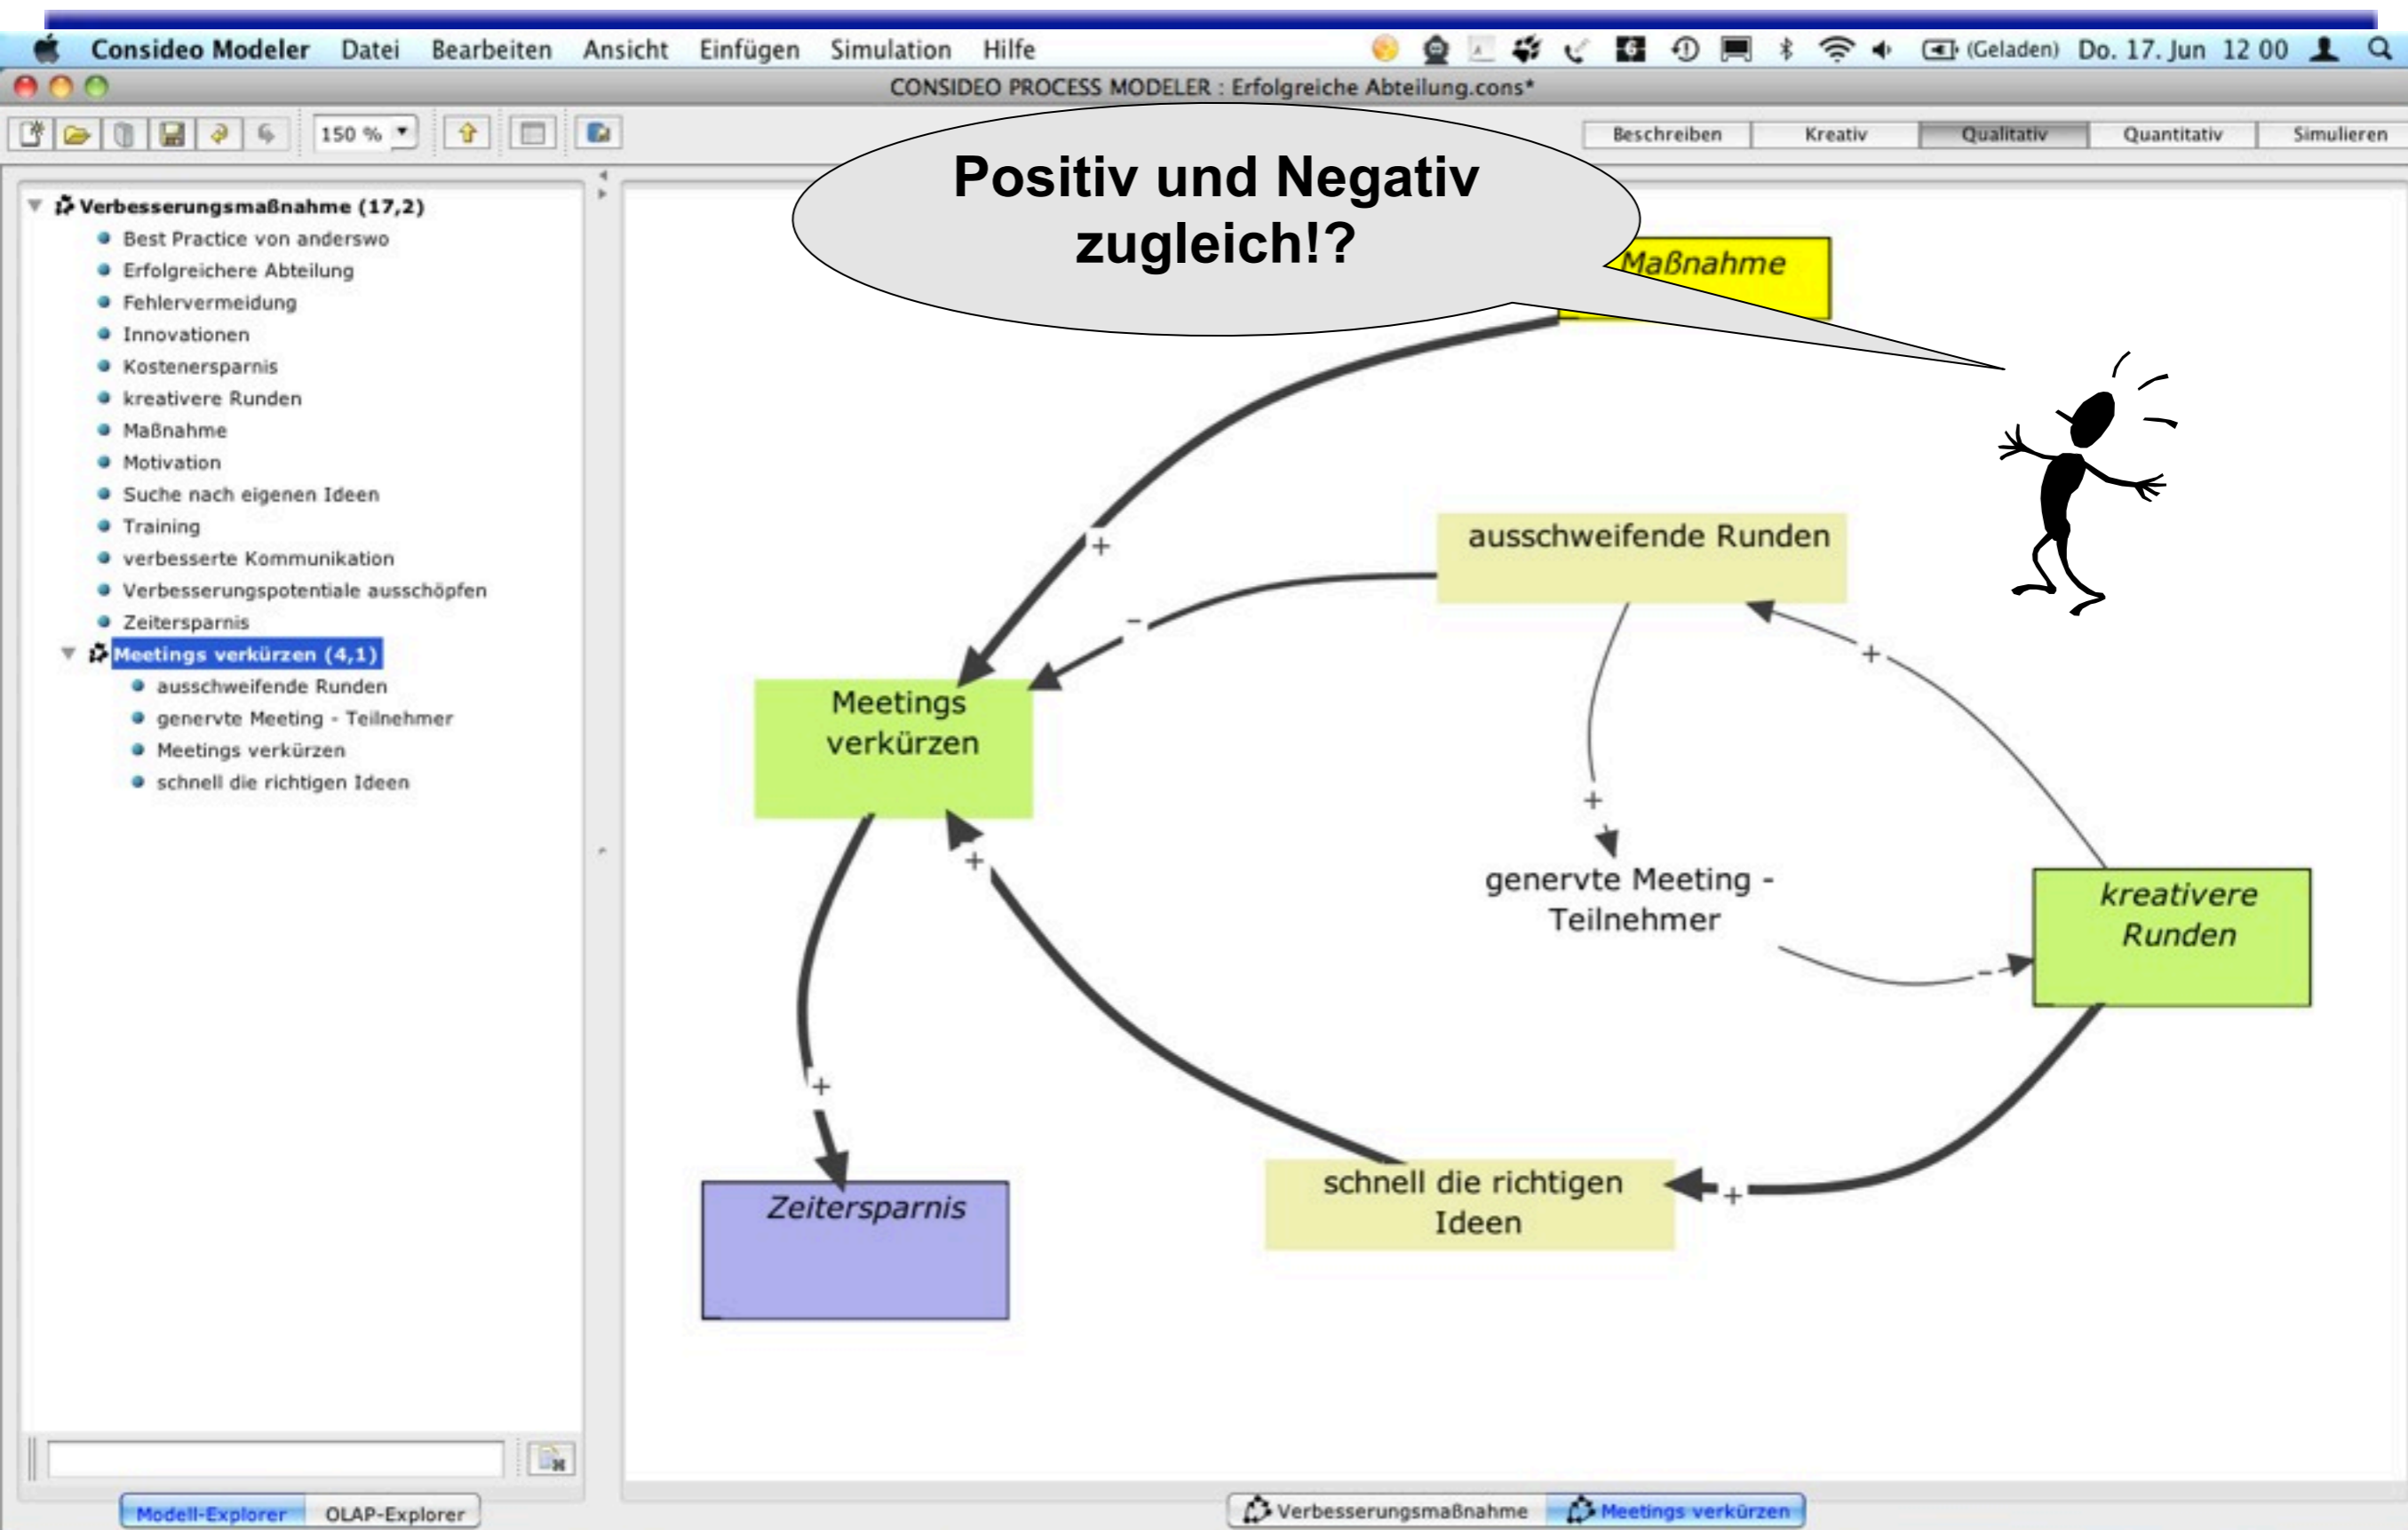 Consideo Modeler Datei Bearbeiten Ansicht Einfügen Simulation Hilfe
(Geladen) Do. 17. Jun 12 00
CONSIDEO PROCESS MODELER : Erfolgreiche Abteilung.cons*
150 %
Beschreiben Kreativ Qualitativ Quantitativ Simulieren
Positiv und Negativ
zugleich!?
Verbesserungsmaßnahme (17,2)
Best Practice von anderswo
Erfolgreichere Abteilung
Fehlervermeidung
Innovationen
Kostenersparnis
kreativere Runden
Maßnahme
Motivation
Suche nach eigenen Ideen
Training
verbesserte Kommunikation
Verbesserungspotentiale ausschöpfen
Zeitersparnis
Meetings verkürzen (4,1)
ausschweifende Runden
genervte Meeting - Teilnehmer
Meetings verkürzen
schnell die richtigen Ideen
Maßnahme
+
ausschweifende Runden
-
+
Meetings
verkürzen
+
+
genervte Meeting -
Teilnehmer
kreativere
Runden
-
+
Zeitersparnis
schnell die richtigen
Ideen
+
Modell-Explorer OLAP-Explorer
Verbesserungsmaßnahme Meetings verkürzen